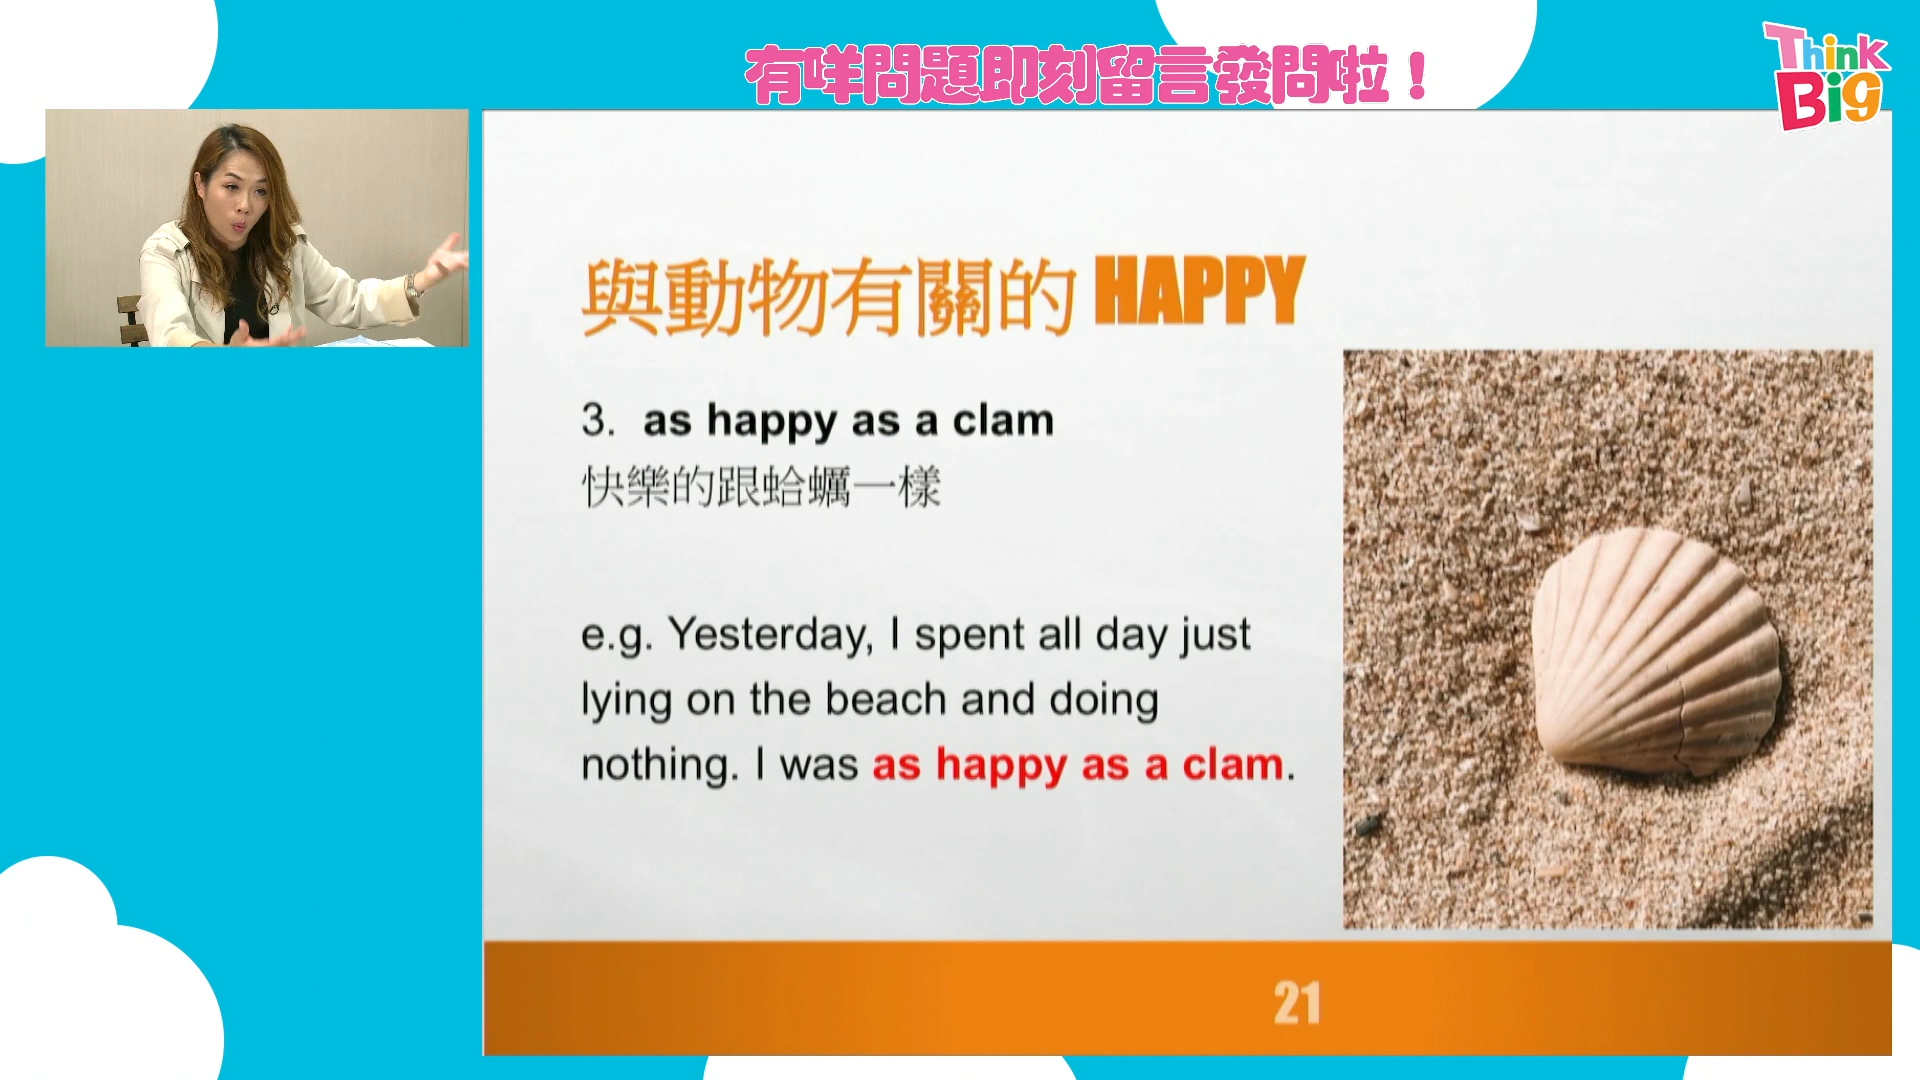 有咩問題即刻留言發問啦！
Think
Big
與動物有關的 HAPPY
3. as happy as a clam
快樂的跟蛤蠣一樣
e.g. Yesterday, I spent all day just
lying on the beach and doing
nothing. I was as happy as a clam.
21